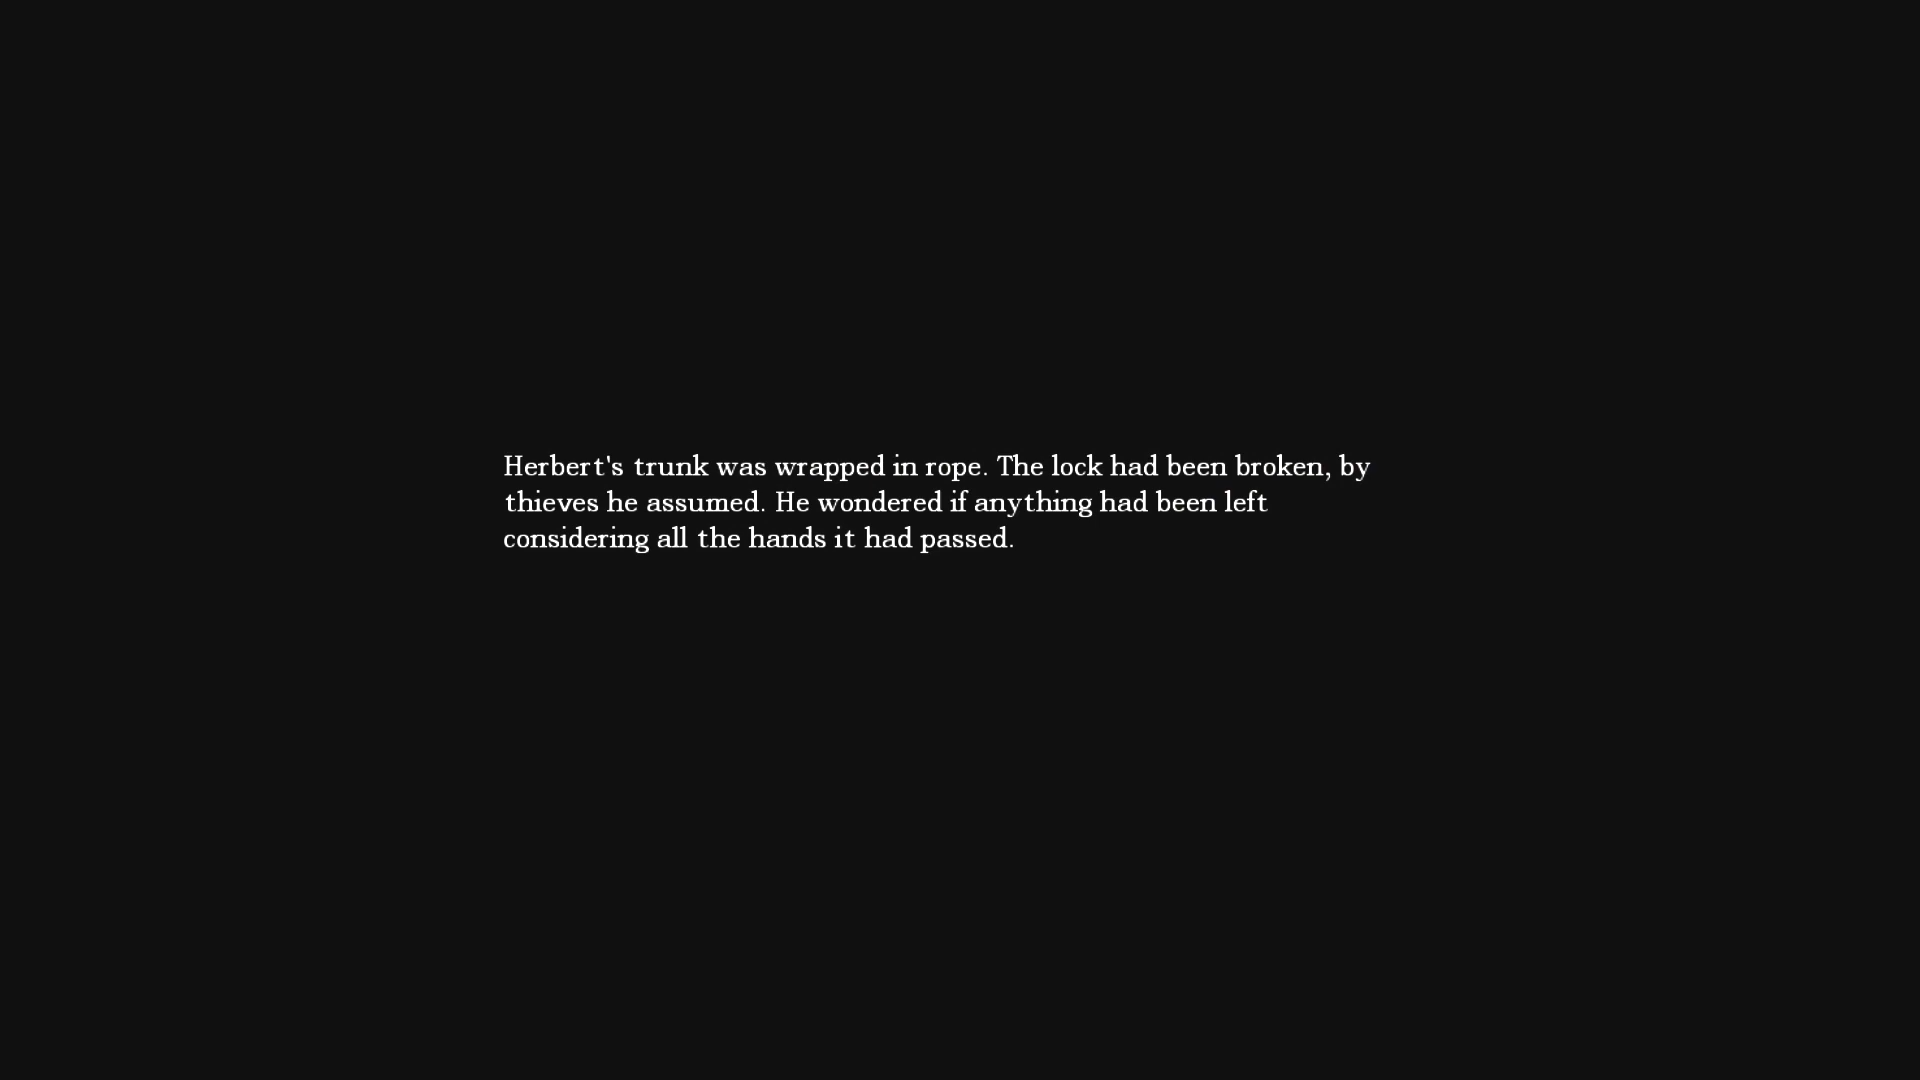 Herbert's trunk was wrapped in rope. The lock had been broken, by
thieves he assumed. He wondered if anything had been left
considering all the hands it had passed.